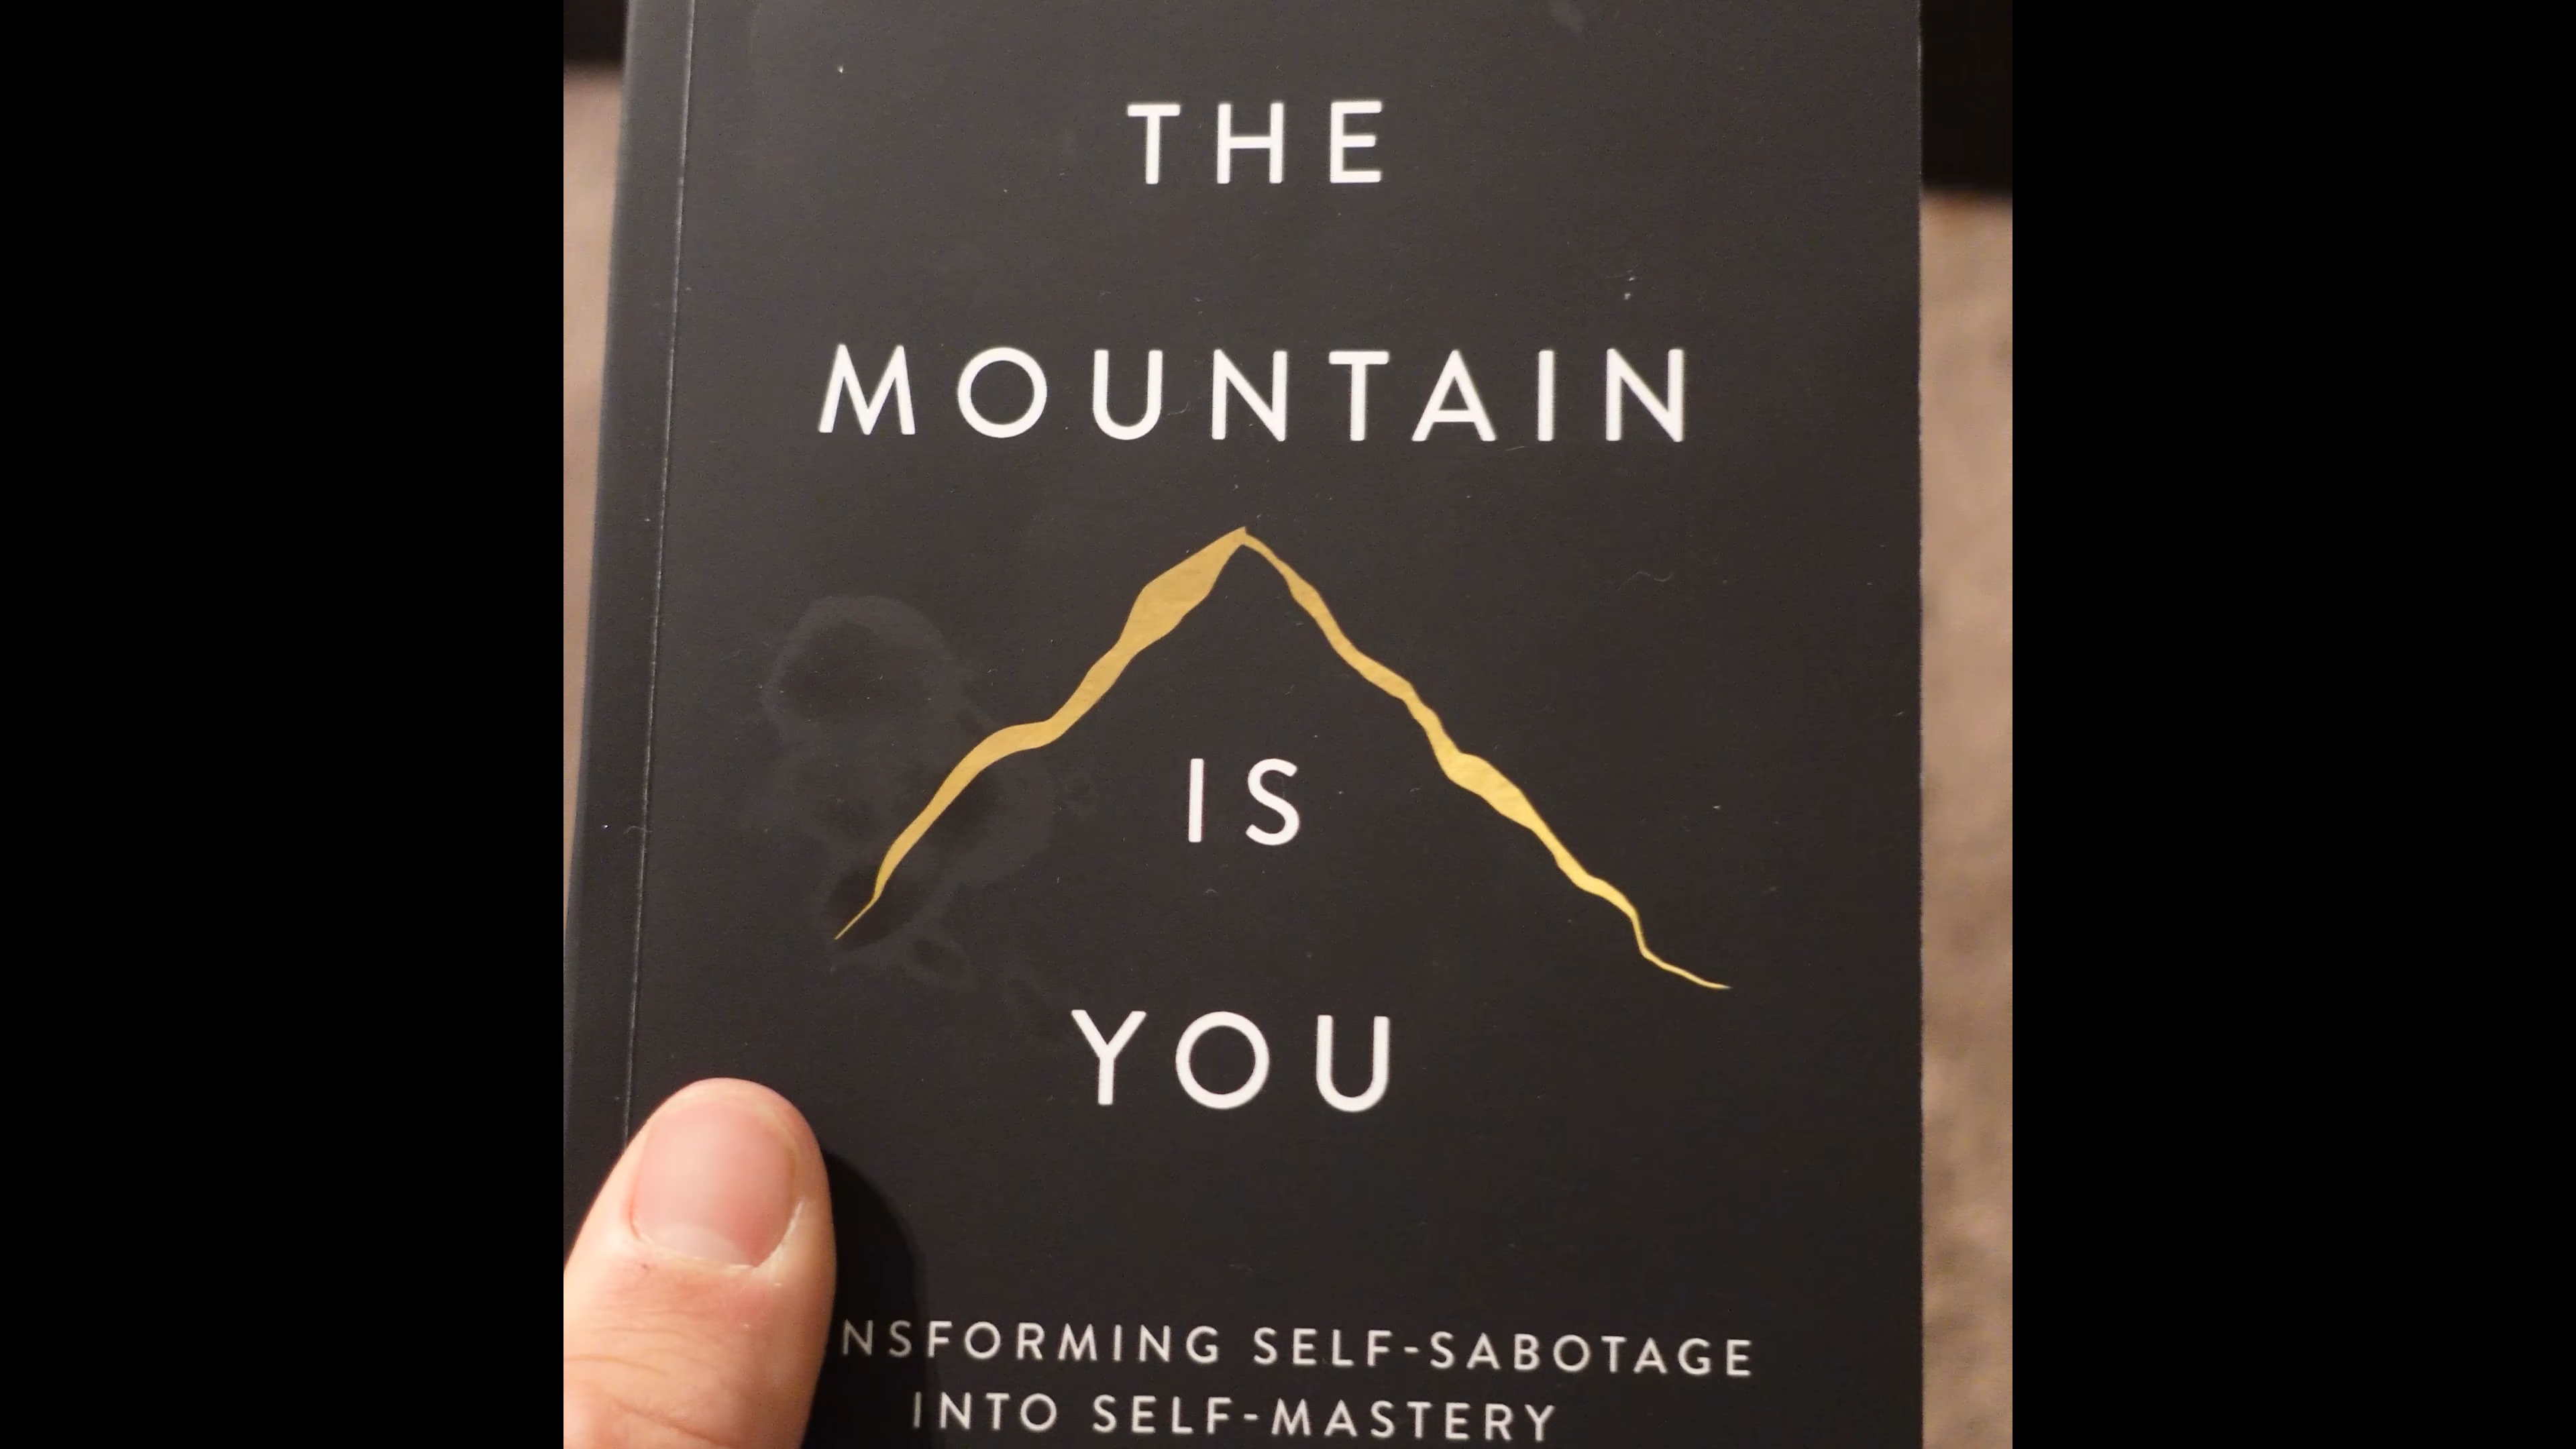 THE
MOUNTAIN
IS
YOU
NSFORMING SELF-SABOTAGE
INTO SELF-MASTERY